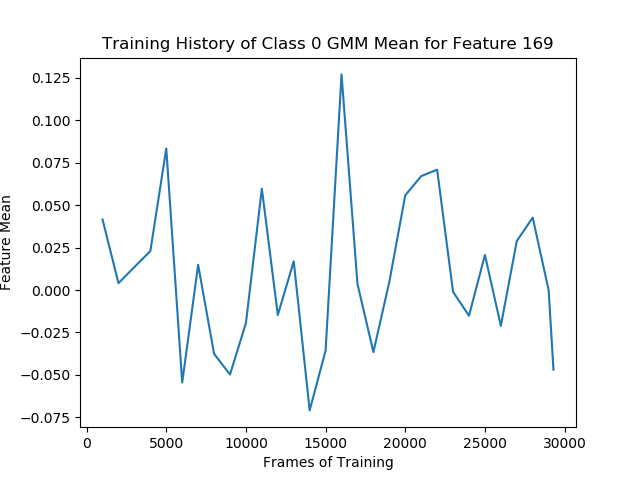 Training History of Class 0 GMM Mean for Feature 169
0.125
0.100
0.075
0.050
0.025
0.000
−0.025
−0.050
−0.075
Feature Mean
0 5000 10000 15000 20000 25000 30000
Frames of Training